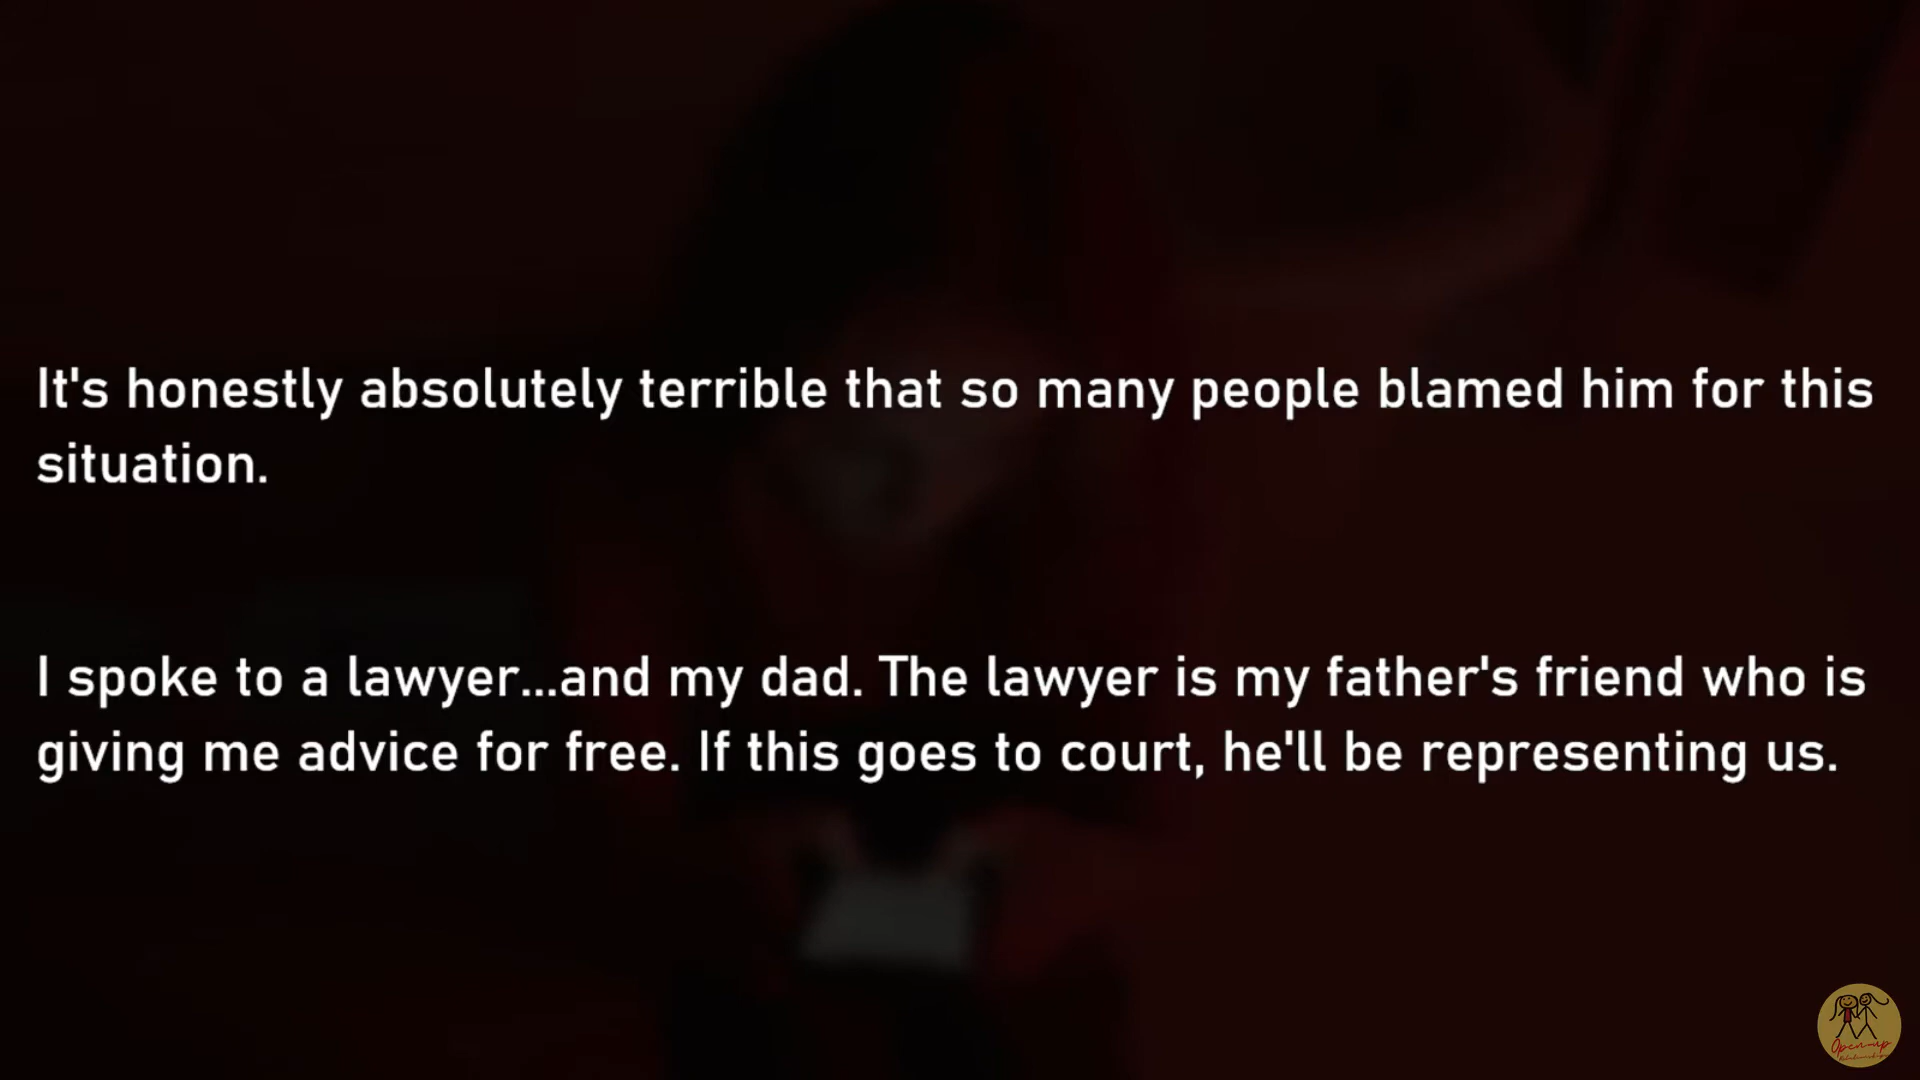 It's honestly absolutely terrible that so many people blamed him for this
situation.
I spoke to a lawyer...and my dad. The lawyer is my father's friend who is
giving me advice for free. If this goes to court, he'll be representing us.
Open-up